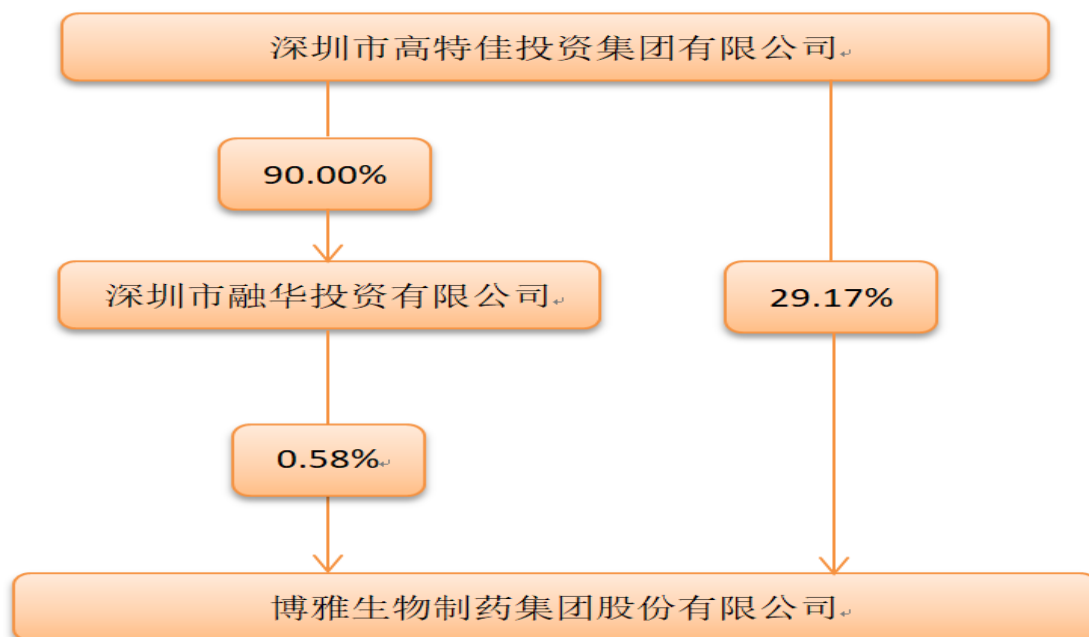 深圳市高特佳投资集团有限公司
90.00%
深圳市融华投资有限公司
29.17%
0.58%
博雅生物制药集团股份有限公司